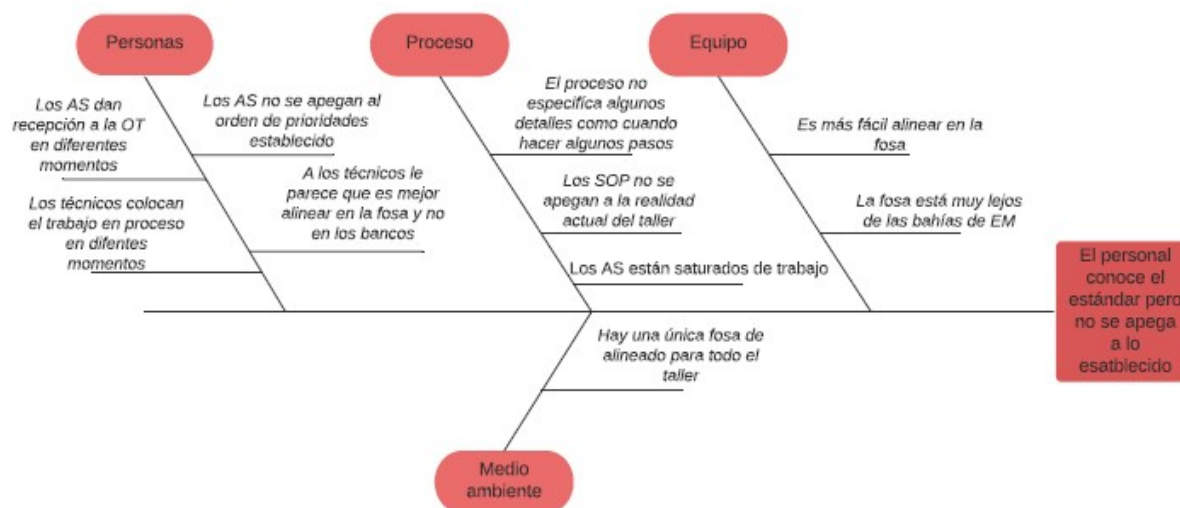 Personas
Proceso
Equipo
Los AS dan
recepción a la OT
en diferentes
momentos
Los técnicos colocan
el trabajo en proceso
en difentes
momentos
Los AS no se apegan al
orden de prioridades
establecido
A los técnicos le
parece que es mejor
alinear en la fosa y no
en los bancos
El proceso no
especifíca algunos
detalles como cuando
hacer algunos pasos
Los SOP no se
apegan a la realidad
actual del taller
Los AS están saturados de trabajo
Es más fácil alinear en la
fosa
La fosa está muy lejos
de las bahías de EM
El personal
conoce el
estándar pero
no se apega
a lo
esatblecido
Hay una única fosa de
alineado para todo el
taller
Medio
ambiente